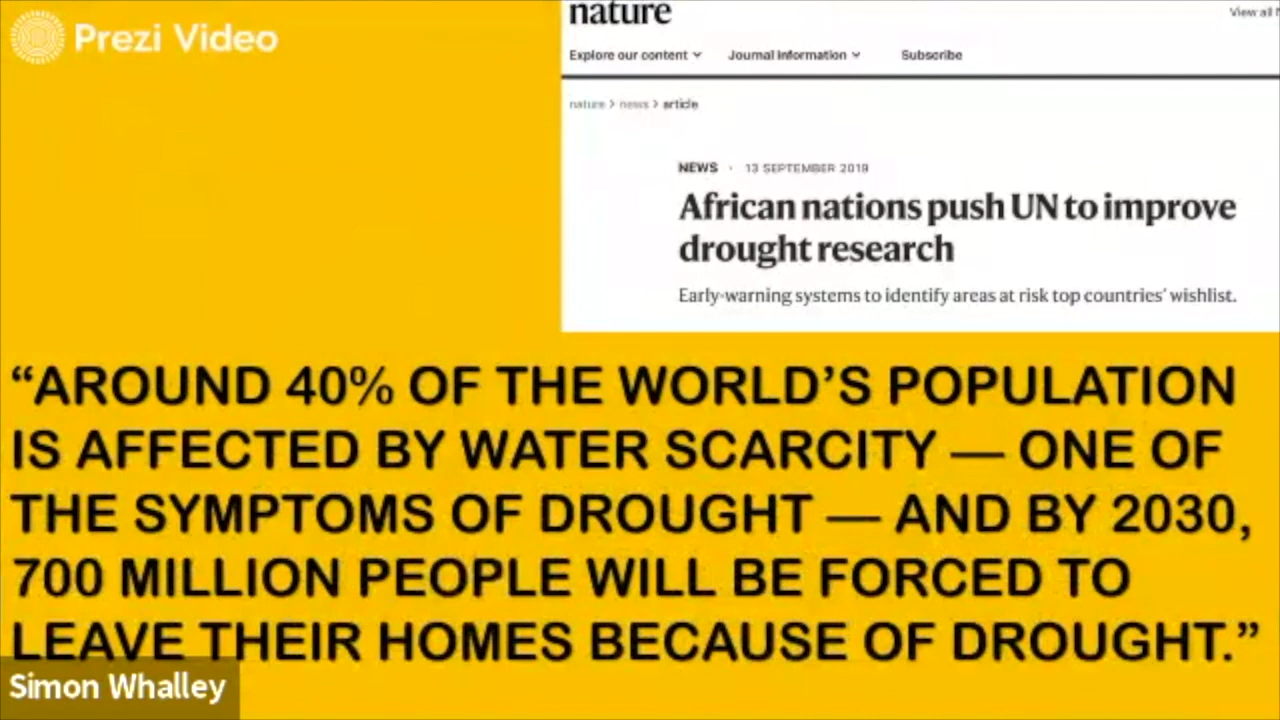 Prezi Video
nature
View all
Explore our content
Journal information
Subscribe
nature > news > article
NEWS · 13 SEPTEMBER 2019
African nations push UN to improve
drought research
Early-warning systems to identify areas at risk top countries’ wishlist.
“AROUND 40% OF THE WORLD’S POPULATION
IS AFFECTED BY WATER SCARCITY — ONE OF
THE SYMPTOMS OF DROUGHT — AND BY 2030,
700 MILLION PEOPLE WILL BE FORCED TO
LEAVE THEIR HOMES BECAUSE OF DROUGHT.”
Simon Whalley